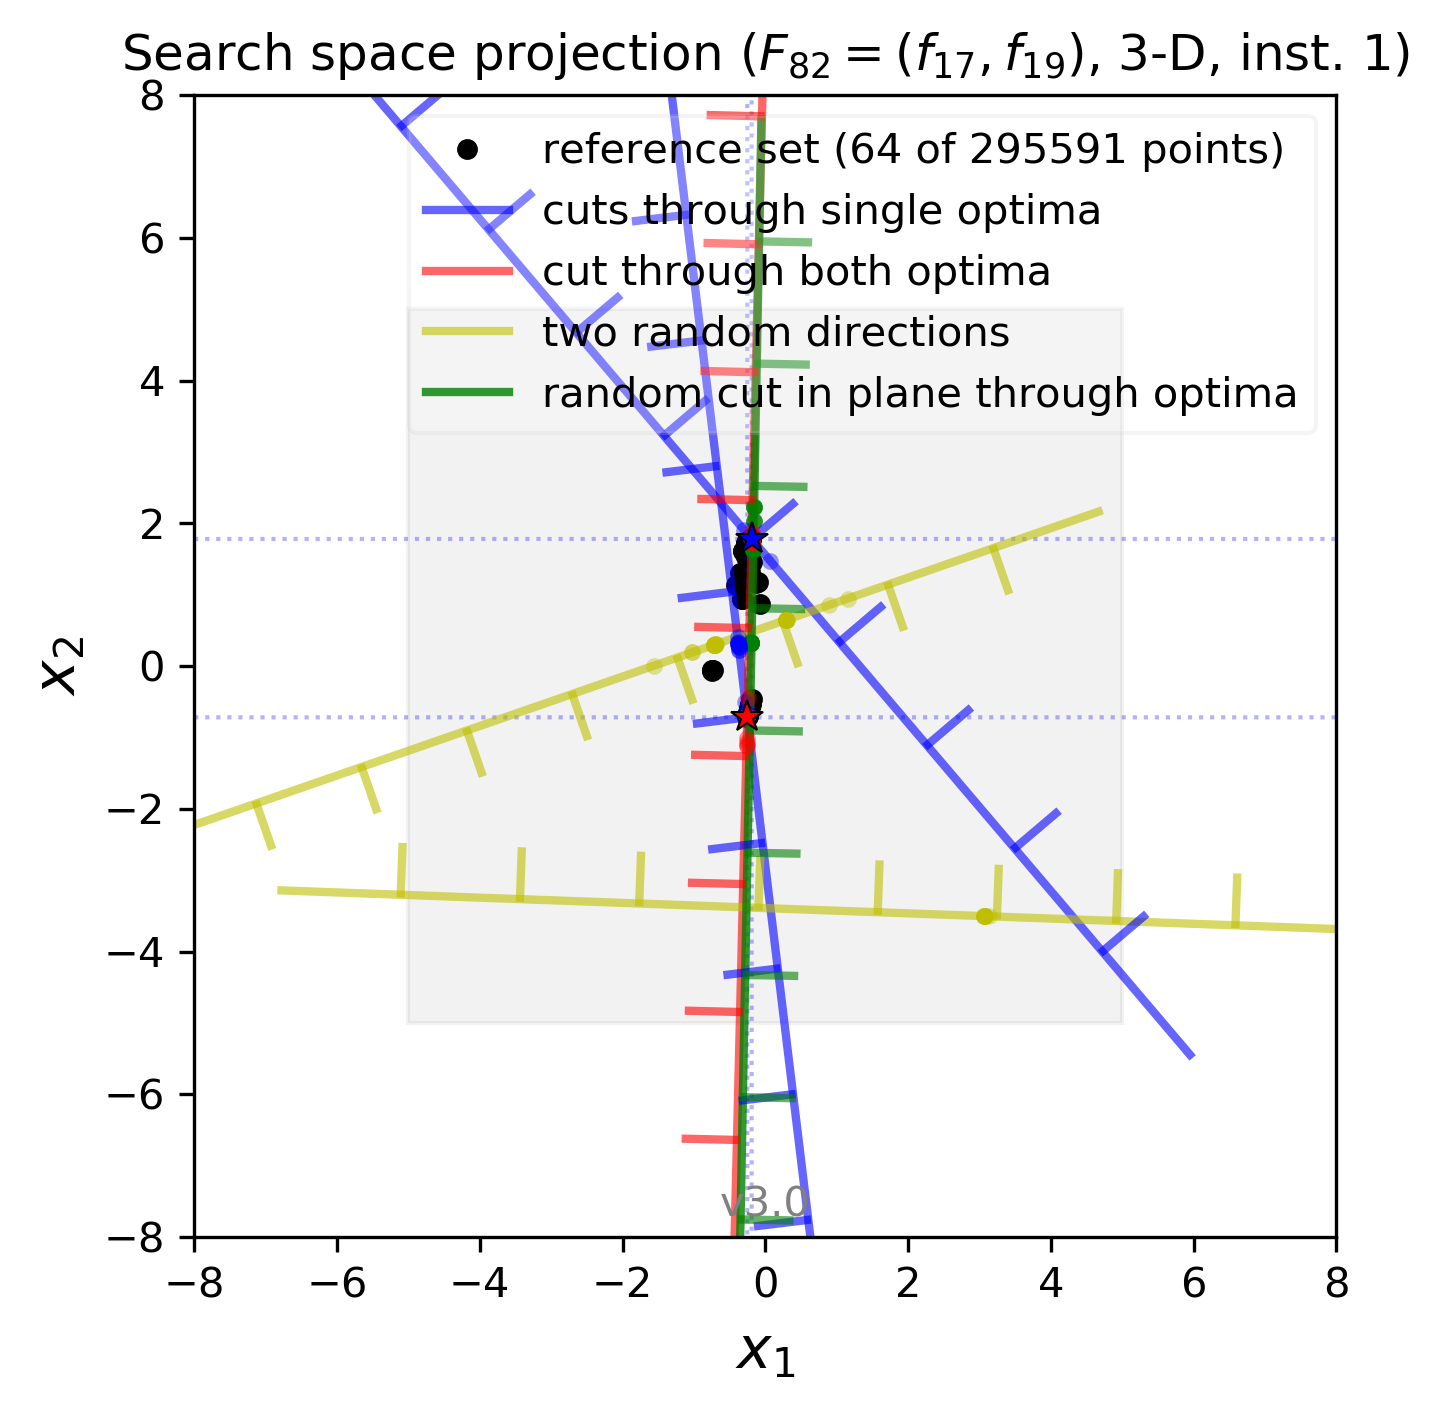 Search space projection (F82 = (f17, f19), 3-D, inst. 1)
8
6
4
2
0
−2
−4
−6
−8
x2
reference set (64 of 295591 points)
cuts through single optima
cut through both optima
two random directions
random cut in plane through optima
v3.0
−8 −6 −4 −2 0 2 4 6 8
x1